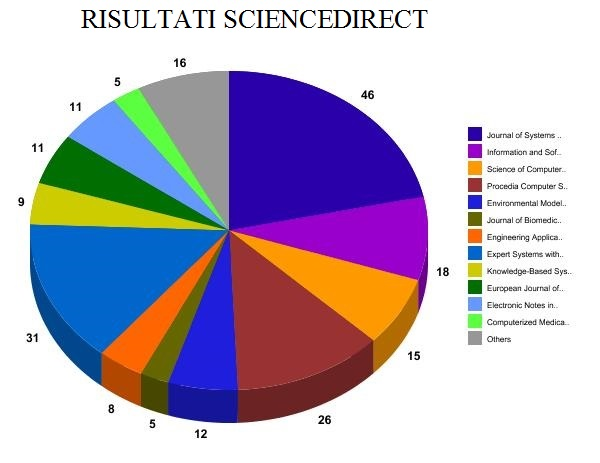 RISULTATI SCIENCEDIRECT
16
46
5
11
11
9
18
31
15
8
5
12
26
Journal of Systems ..
Information and Sof..
Science of Computer..
Procedia Computer S..
Environmental Model..
Journal of Biomedic..
Engineering Applica..
Expert Systems with..
Knowledge-Based Sys..
European Journal of..
Electronic Notes in..
Computerized Medica..
Others